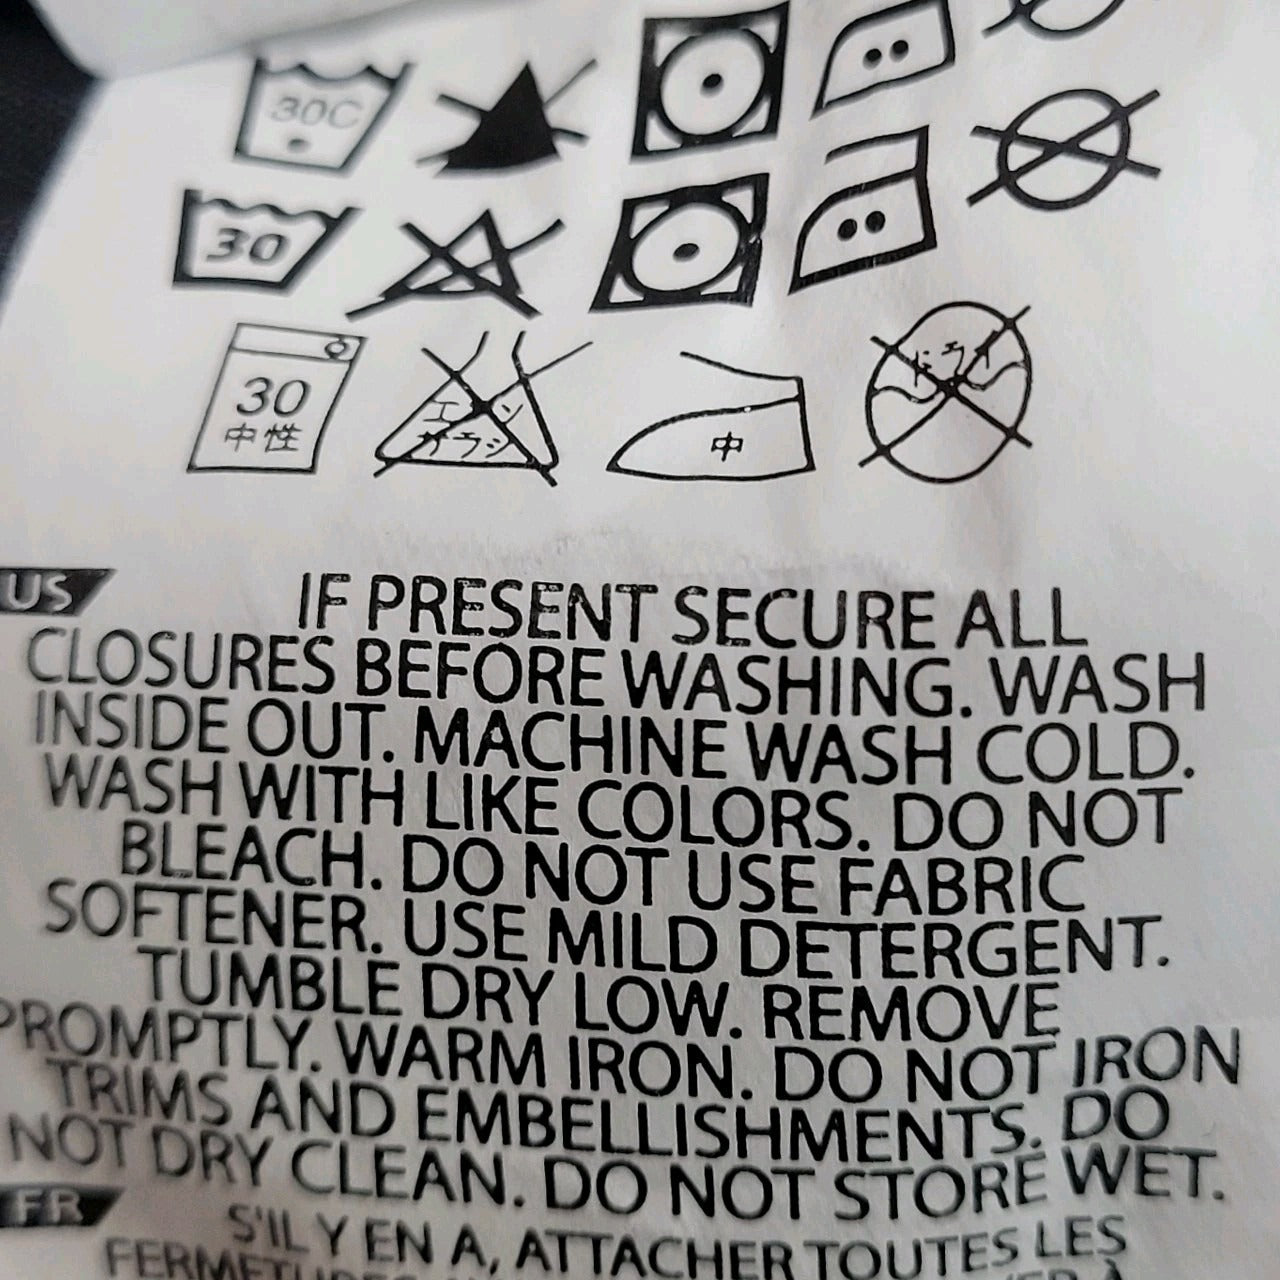 30C
30
30
中性
エンソ
サラシ
中
ドライ
US
IF PRESENT SECURE ALL
CLOSURES BEFORE WASHING. WASH
INSIDE OUT. MACHINE WASH COLD.
WASH WITH LIKE COLORS. DO NOT
BLEACH. DO NOT USE FABRIC
SOFTENER. USE MILD DETERGENT.
TUMBLE DRY LOW. REMOVE
PROMPTLY. WARM IRON. DO NOT IRON
TRIMS AND EMBELLISHMENTS. DO
NOT DRY CLEAN. DO NOT STORE WET.
FR
S'IL Y EN A, ATTACHER TOUTES LES